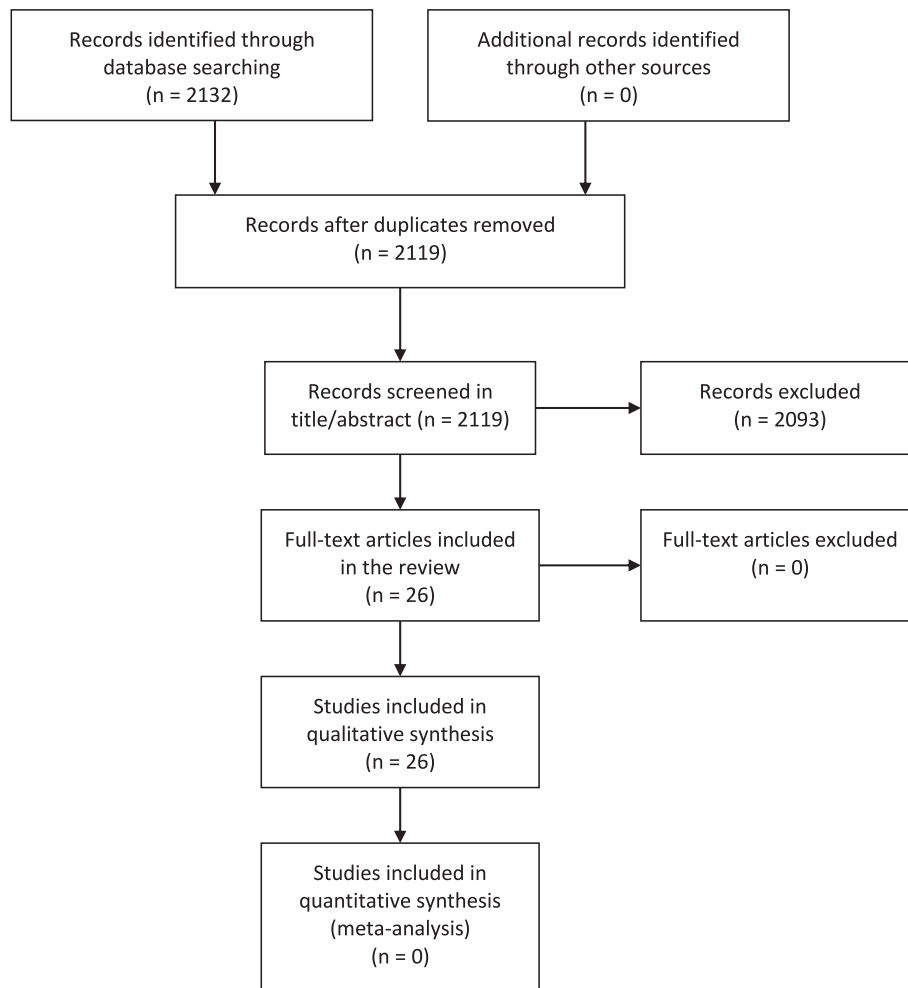 Records identified through
database searching
(n = 2132)
Additional records identified
through other sources
(n = 0)
Records after duplicates removed
(n = 2119)
Records screened in
title/abstract (n = 2119)
Records excluded
(n = 2093)
Full-text articles included
in the review
(n = 26)
Full-text articles excluded
(n = 0)
Studies included in
qualitative synthesis
(n = 26)
Studies included in
quantitative synthesis
(meta-analysis)
(n = 0)